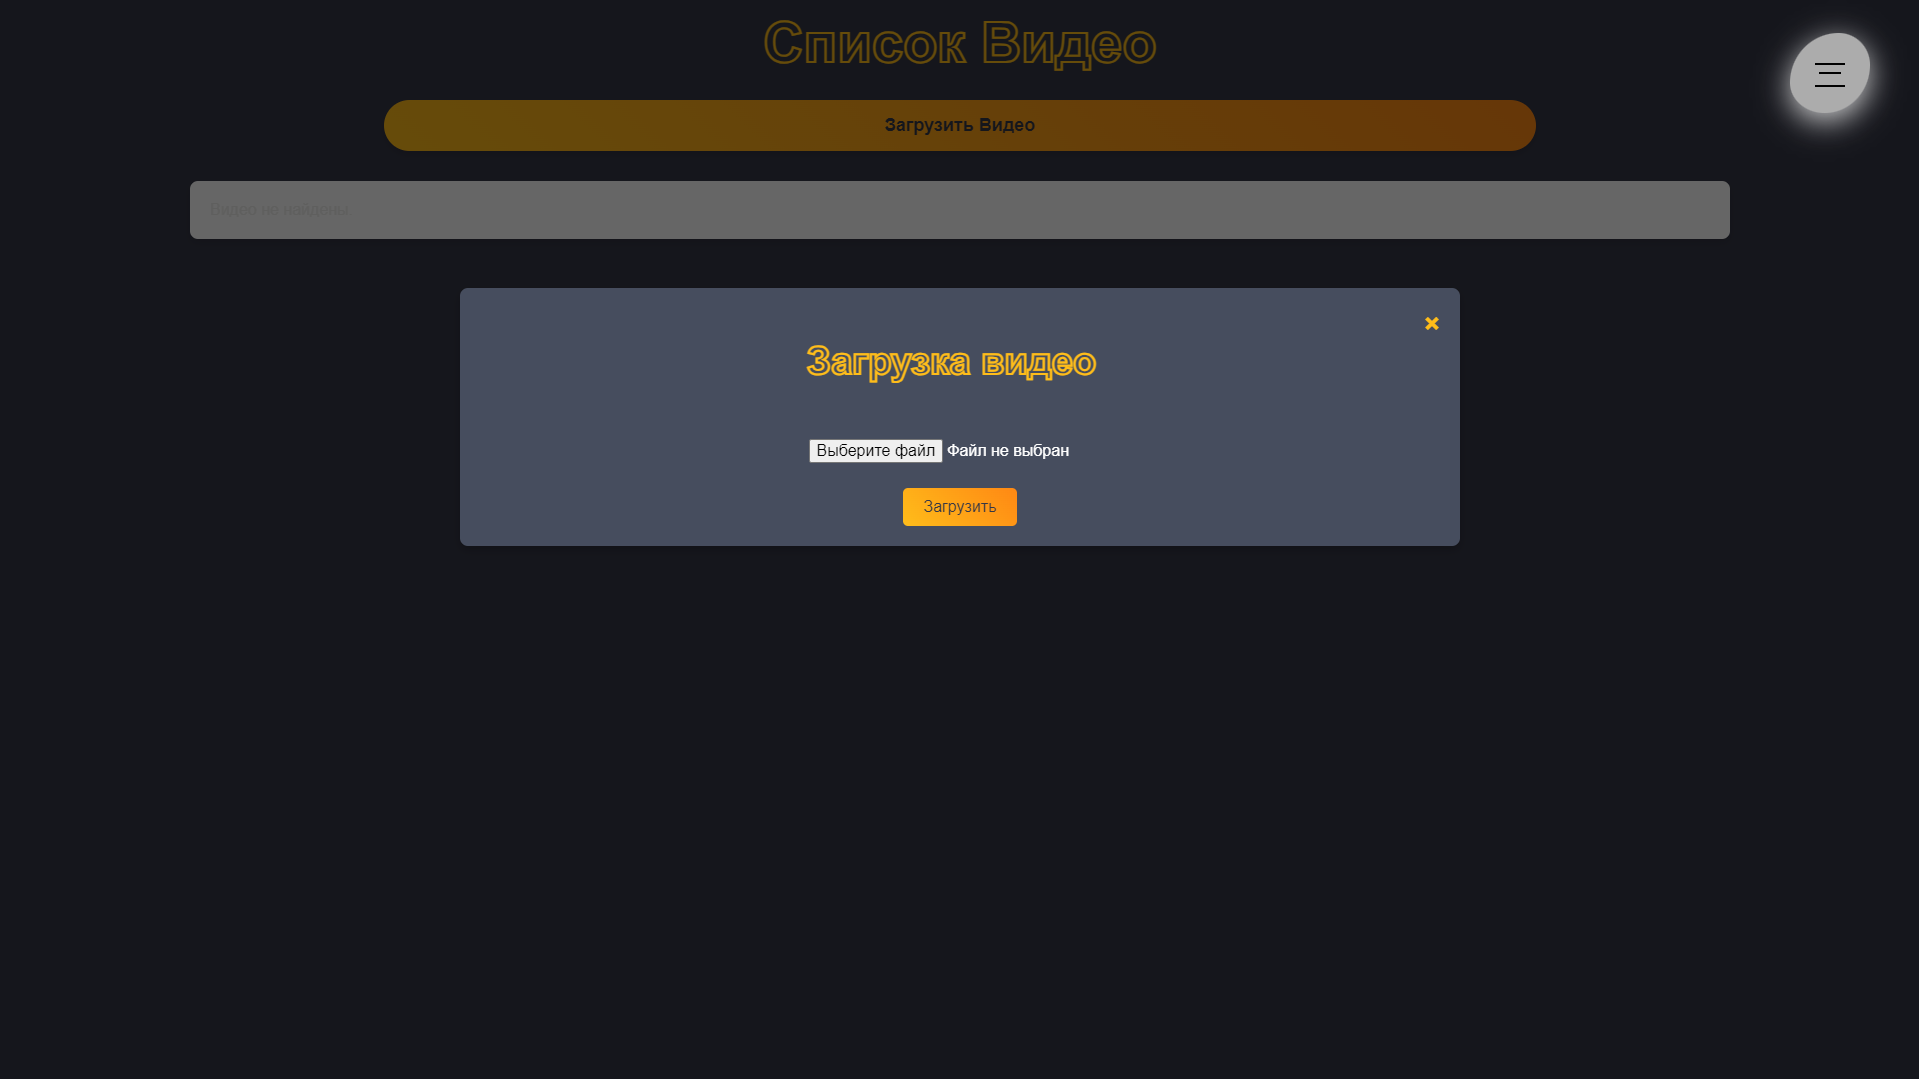 Список Видео
Загрузить Видео
Видео не найдены
Загрузка видео
Выберите файл Файл не выбран
Загрузить